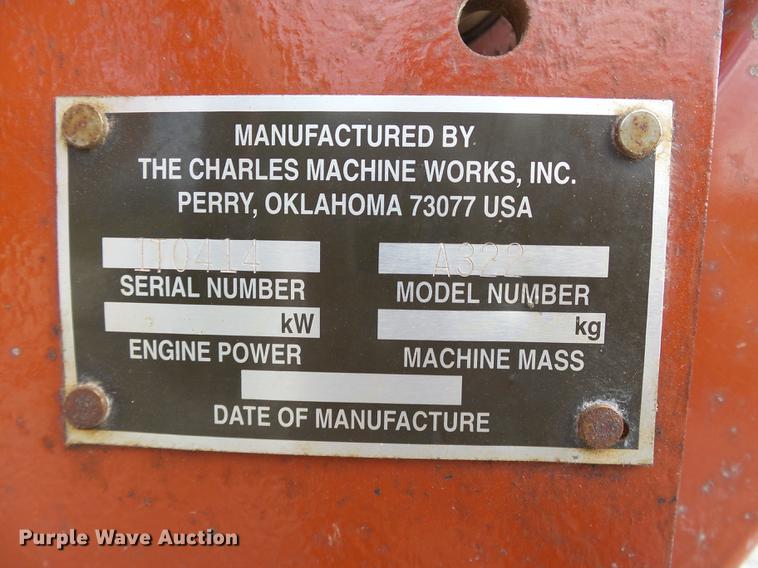 MANUFACTURED BY
THE CHARLES MACHINE WORKS, INC.
PERRY, OKLAHOMA 73077 USA
1T0414 A322
SERIAL NUMBER MODEL NUMBER
kW kg
ENGINE POWER MACHINE MASS
DATE OF MANUFACTURE
Purple Wave Auction